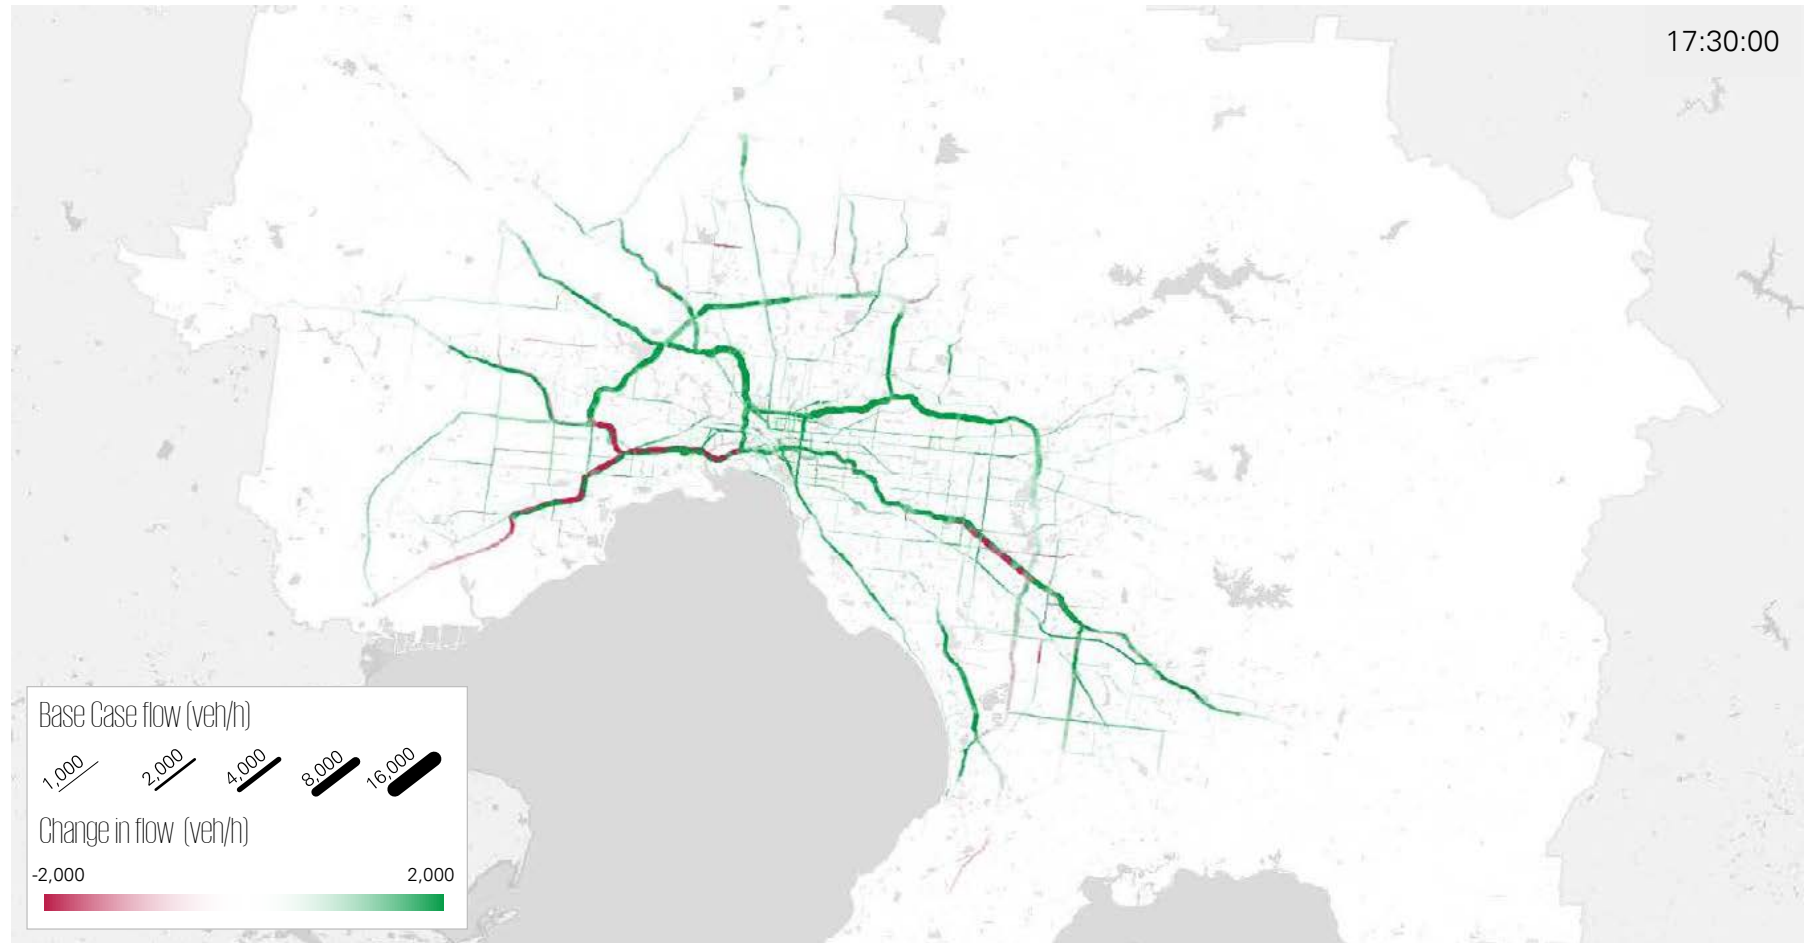 17:30:00
Base Case flow (veh/h)
1,000 2,000 4,000 8,000 16,000
Change in flow (veh/h)
-2,000 2,000